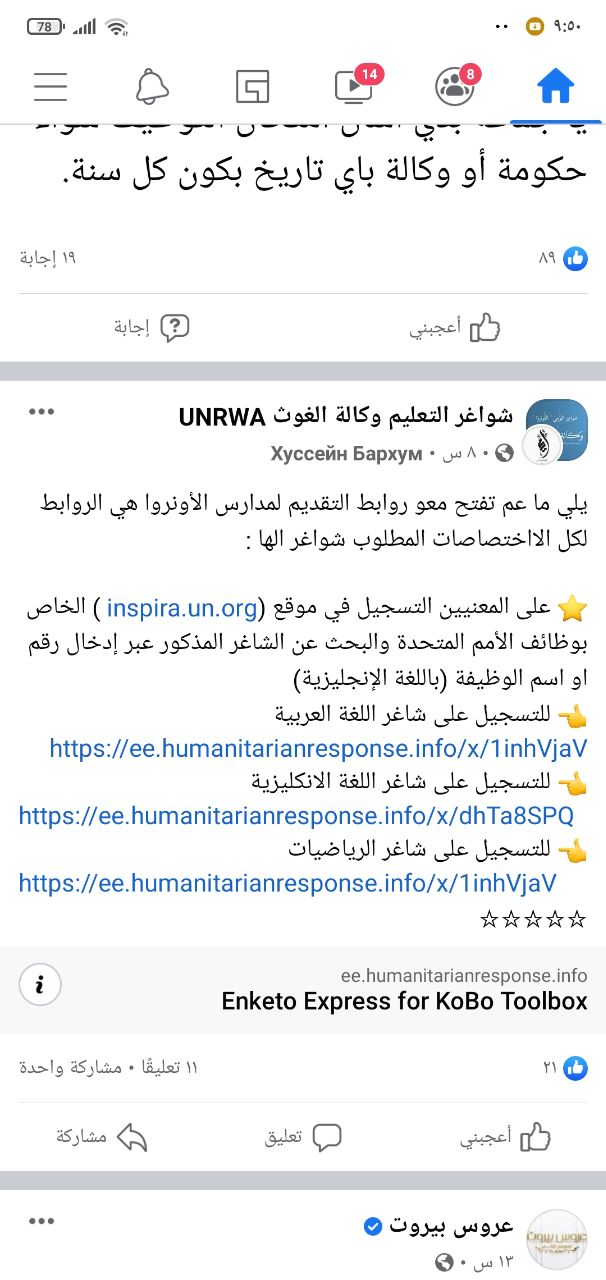 78
٩:٥٠
14
8
حكومة أو وكالة باي تاريخ بكون كل سنة.
٨٩
١٩ إجابة
أعجبني
إجابة
شواغر التعليم وكالة الغوث UNRWA
Хуссейн Бархум • ٨ س •
يلي ما عم تفتح معو روابط التقديم لمدارس الأونروا هي الروابط
لكل الااختصاصات المطلوب شواغر الها :
⭐ على المعنيين التسجيل في موقع (inspira.un.org ) الخاص
بوظائف الأمم المتحدة والبحث عن الشاغر المذكور عبر إدخال رقم
او اسم الوظيفة (باللغة الإنجليزية)
👈 للتسجيل على شاغر اللغة العربية
https://ee.humanitarianresponse.info/x/1inhVjaV
👈 للتسجيل على شاغر اللغة الانكليزية
https://ee.humanitarianresponse.info/x/dhTa8SPQ
👈 للتسجيل على شاغر الرياضيات
https://ee.humanitarianresponse.info/x/1inhVjaV
☆☆☆☆☆
ee.humanitarianresponse.info
Enketo Express for KoBo Toolbox
٢١
١١ تعليقًا • مشاركة واحدة
أعجبني
تعليق
مشاركة
عروس بيروت
١٣ س •